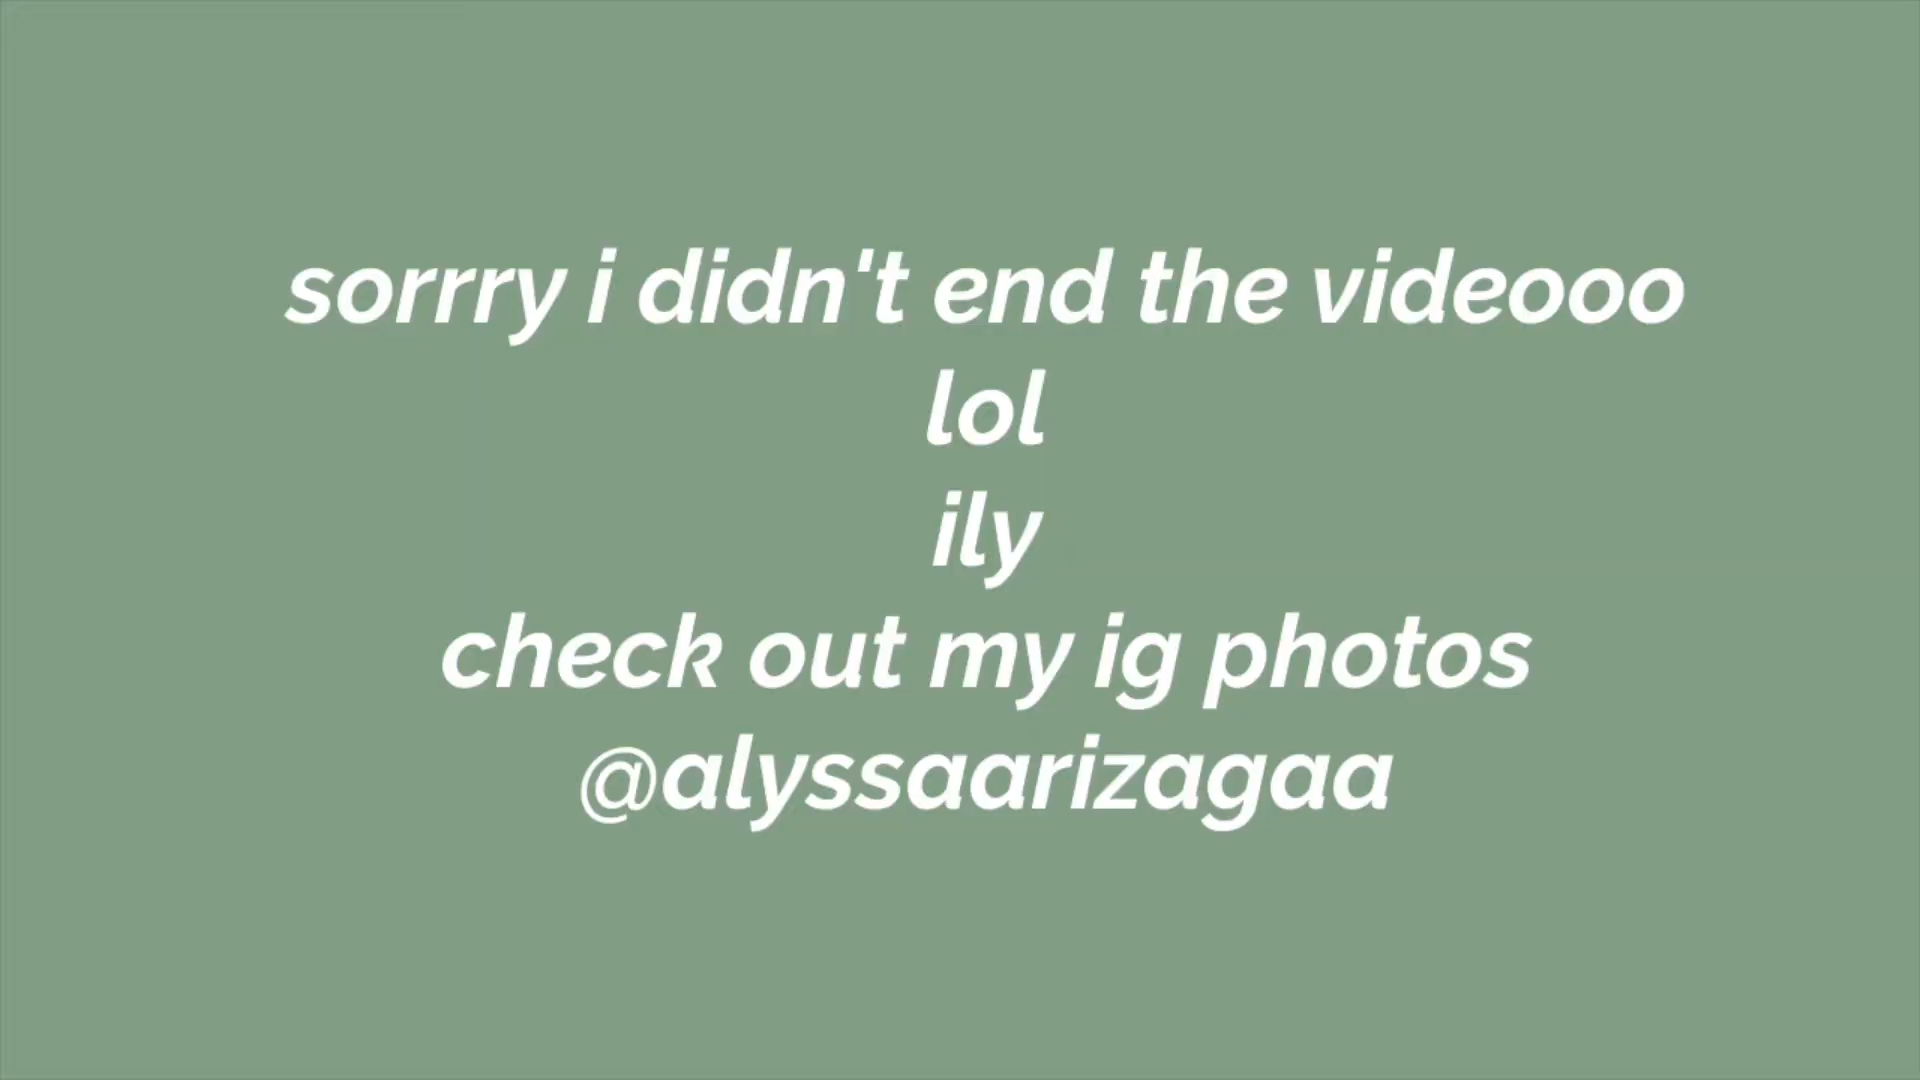 sorrry i didn't end the videooo
lol
ily
check out my ig photos
@alyssaarizagaa